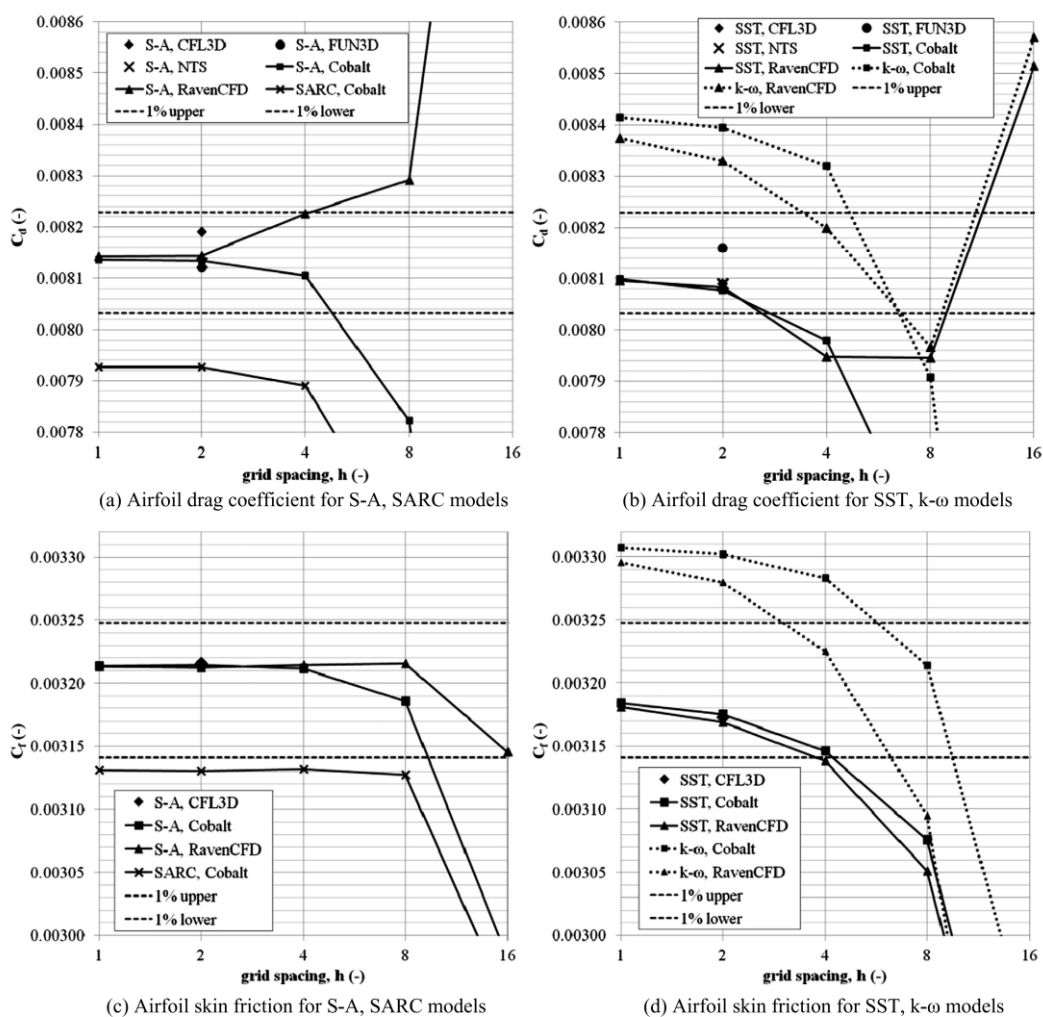 0.0086
0.0085
0.0084
0.0083
0.0082
0.0081
0.0080
0.0079
0.0078
C_d (-)
S-A, CFL3D
S-A, FUN3D
S-A, NTS
S-A, Cobalt
S-A, RavenCFD
SARC, Cobalt
1% upper
1% lower
1 2 4 8 16
grid spacing, h (-)
(a) Airfoil drag coefficient for S-A, SARC models
0.0086
0.0085
0.0084
0.0083
0.0082
0.0081
0.0080
0.0079
0.0078
C_d (-)
SST, CFL3D
SST, FUN3D
SST, NTS
SST, Cobalt
SST, RavenCFD
k-ω, Cobalt
k-ω, RavenCFD
1% upper
1% lower
1 2 4 8 16
grid spacing, h (-)
(b) Airfoil drag coefficient for SST, k-ω models
0.00330
0.00325
0.00320
0.00315
0.00310
0.00305
0.00300
C_f (-)
S-A, CFL3D
S-A, Cobalt
S-A, RavenCFD
SARC, Cobalt
1% upper
1% lower
1 2 4 8 16
grid spacing, h (-)
(c) Airfoil skin friction for S-A, SARC models
0.00330
0.00325
0.00320
0.00315
0.00310
0.00305
0.00300
C_f (-)
SST, CFL3D
SST, Cobalt
SST, RavenCFD
k-ω, Cobalt
k-ω, RavenCFD
1% upper
1% lower
1 2 4 8 16
grid spacing, h (-)
(d) Airfoil skin friction for SST, k-ω models